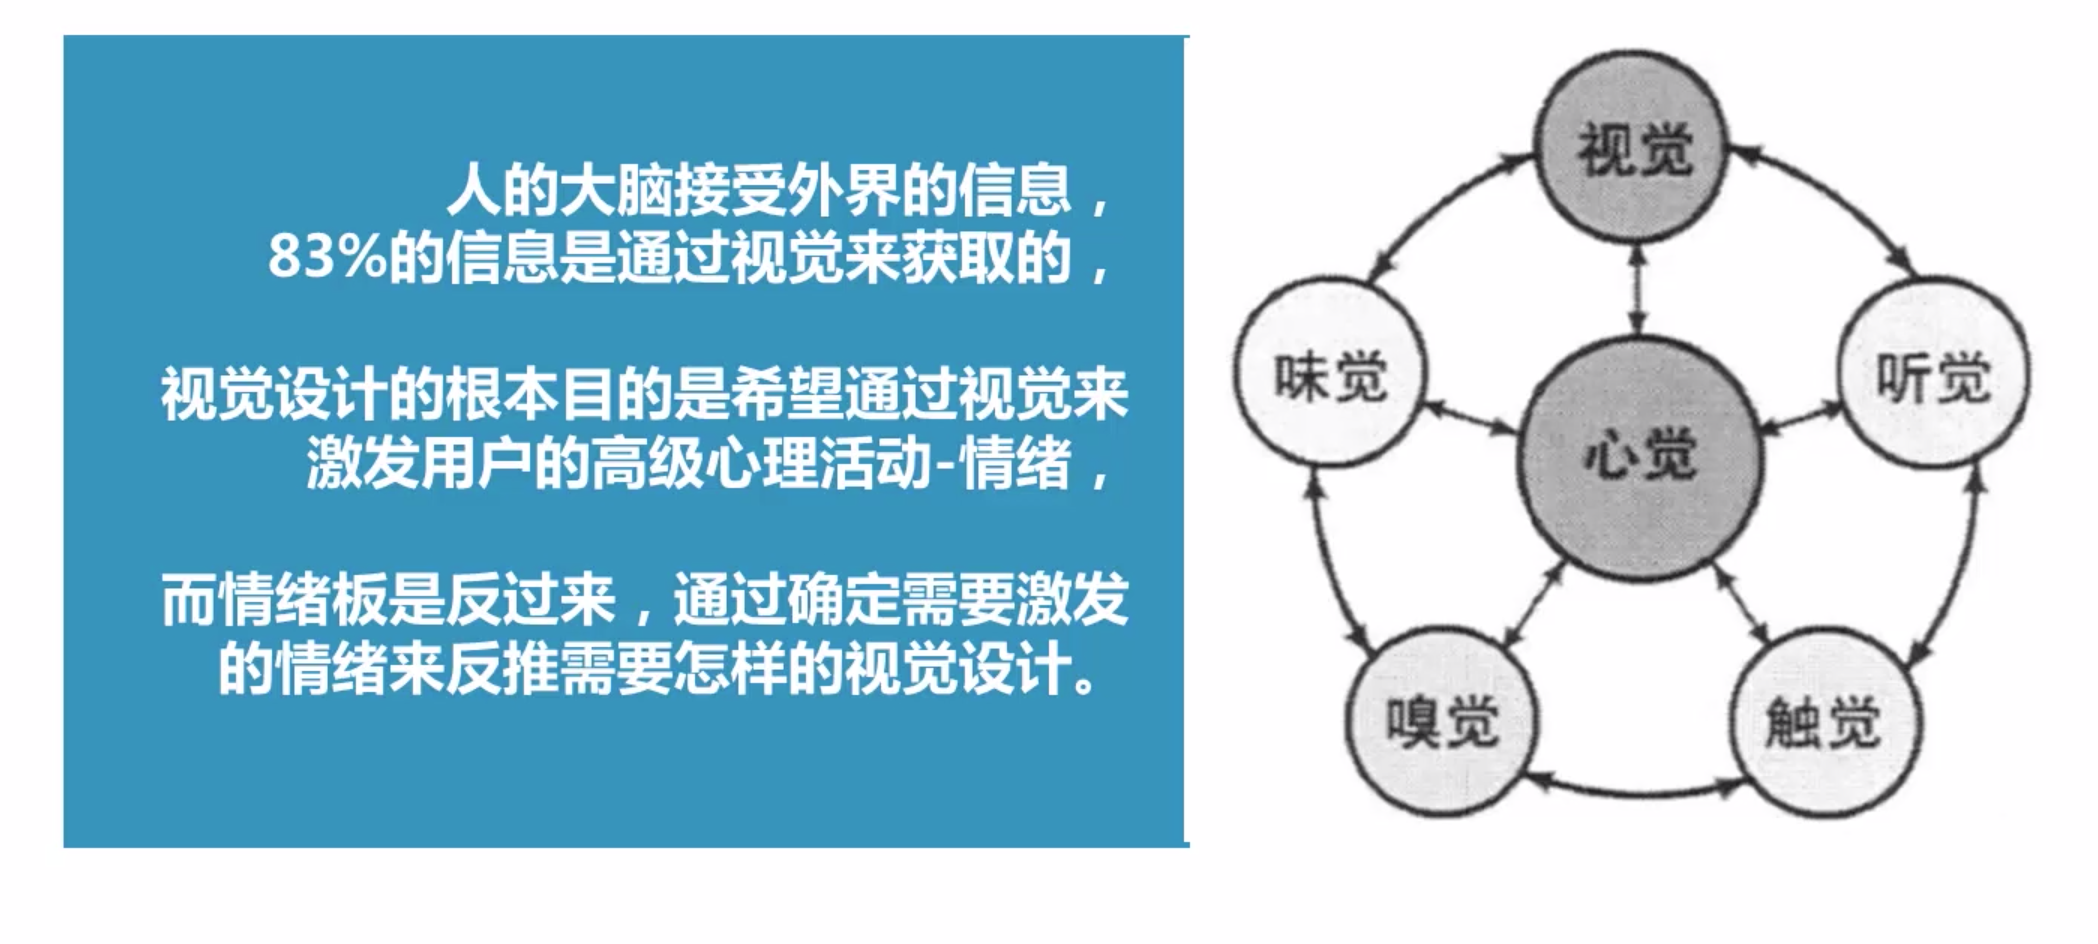 人的大脑接受外界的信息，
83%的信息是通过视觉来获取的，
视觉设计的根本目的是希望通过视觉来
激发用户的高级心理活动-情绪，
而情绪板是反过来，通过确定需要激发
的情绪来反推需要怎样的视觉设计。
视觉
味觉
听觉
心觉
嗅觉
触觉